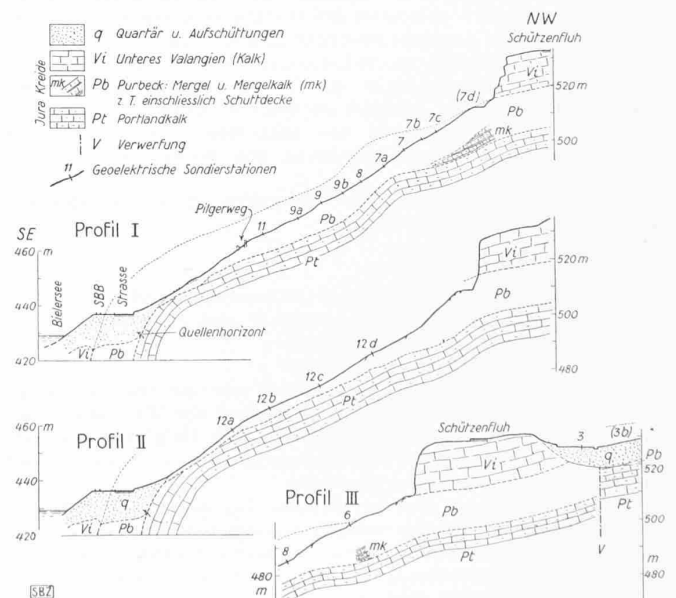 q Quartär u. Aufschüttungen
Vi Unteres Valangien (Kalk)
mk Pb Purbeck: Mergel u. Mergelkalk (mk)
z. T. einschliesslich Schuttdecke
Pt Portlandkalk
Jura Kreide
V Verwerfung
11 Geoelektrische Sondierstationen
NW
Schützenfluh
Vi
520 m
(7d)
Pb
7c
7b
mk
500
7
7a
8
9b
9
9a
Pb
Pilgerweg
11
Pt
SE
Profil I
460 m
Bielersee
SBB
Strasse
440
Quellenhorizont
420
Vi Pb
Vi
520
Pb
500
12d
480
12c
12b
Pt
12a
460 m
Profil II
440
q
420
Vi Pb
Schützenfluh
3
(3b)
q
Pb
Vi
520
Profil III
Pt
6
Pb
500
V
8
mk
Pt
m
480
480
m
SBZ